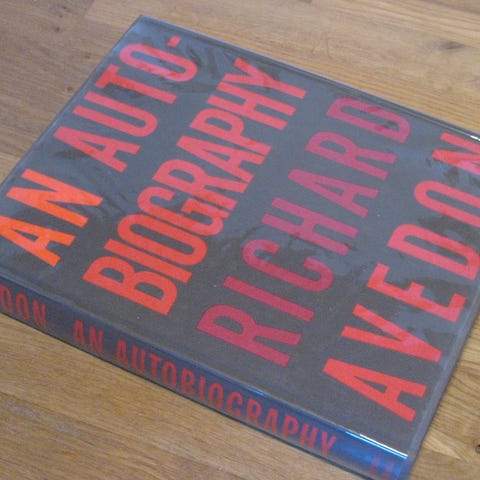 AN AUTO-
BIOGRAPHY
RICHARD
AVEDON
DON AN AUTOBIOGRAPHY